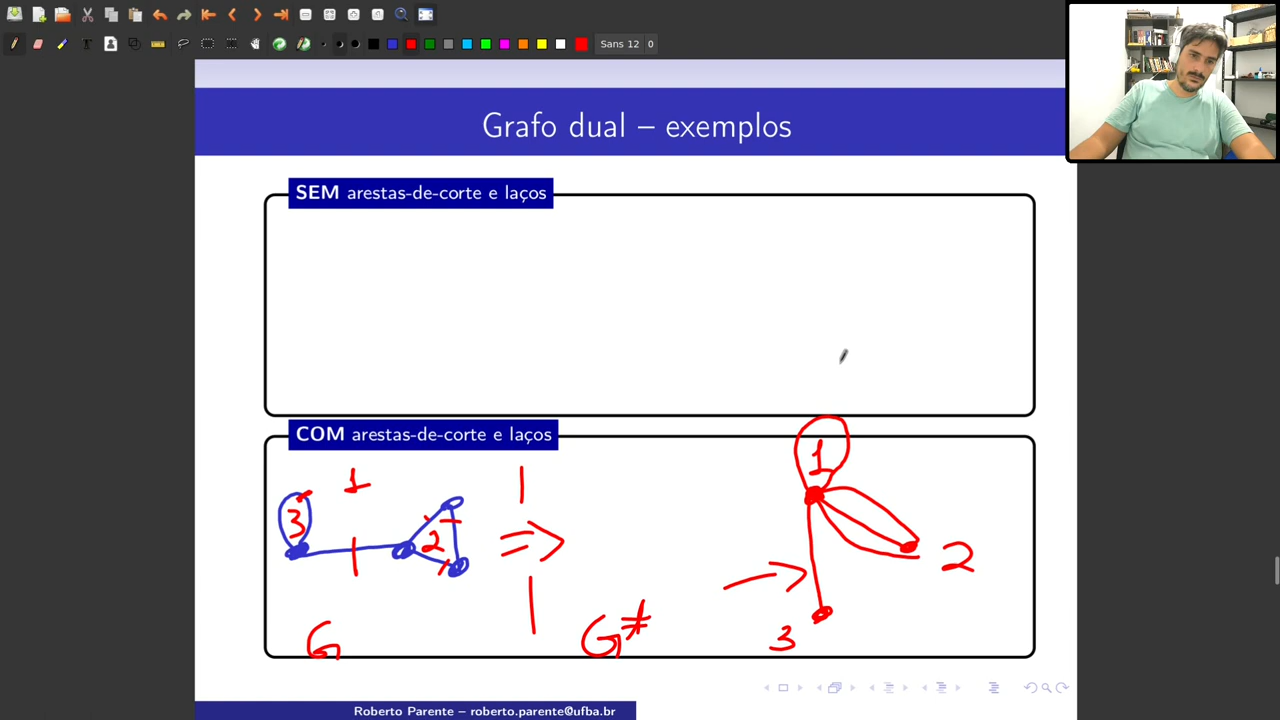 Sans 12 0
Grafo dual – exemplos
SEM arestas-de-corte e laços
COM arestas-de-corte e laços
1
3
2
G
⇒
G*
1
2
3
Roberto Parente – roberto.parente@ufba.br